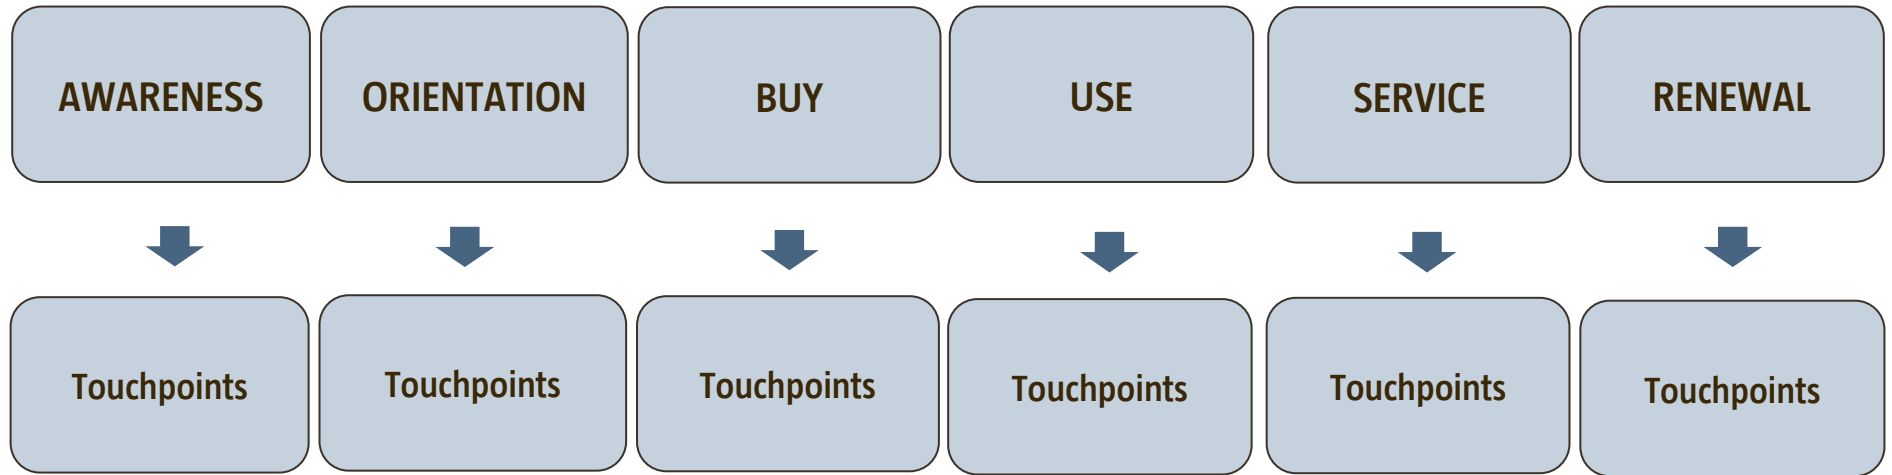 AWARENESS
ORIENTATION
BUY
USE
SERVICE
RENEWAL
Touchpoints
Touchpoints
Touchpoints
Touchpoints
Touchpoints
Touchpoints